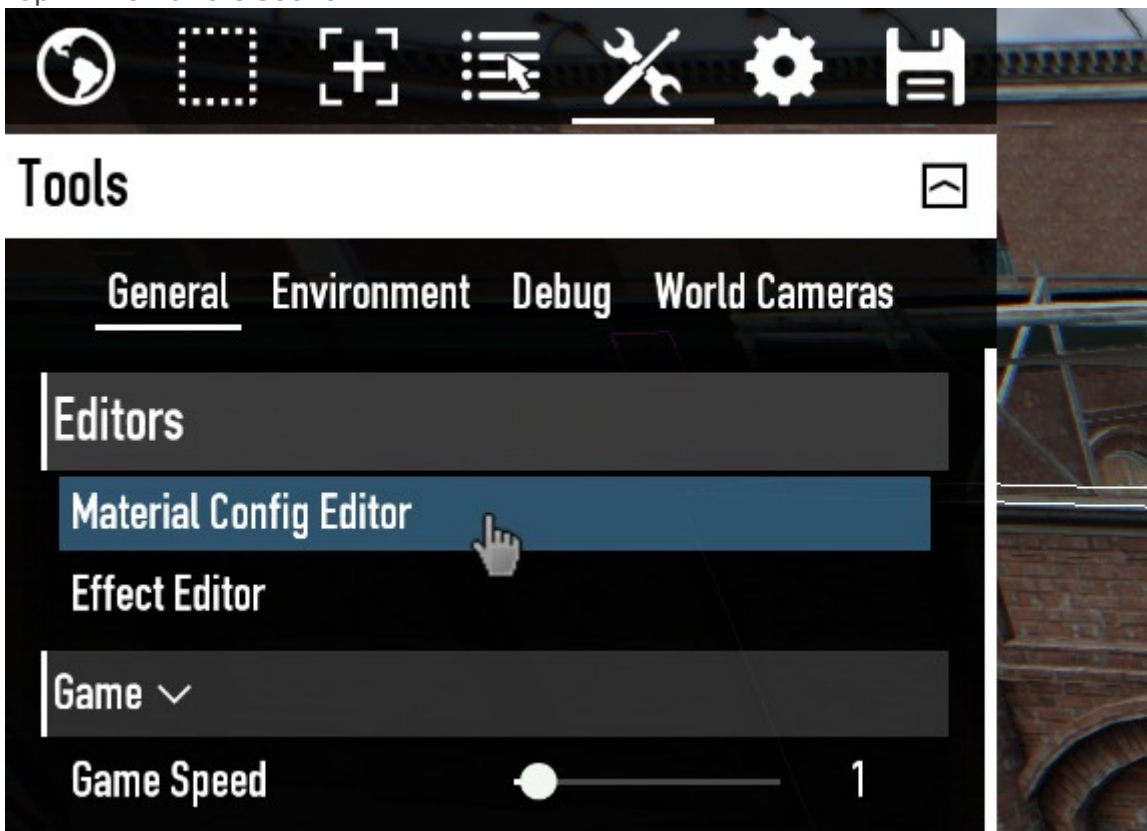 Tools
General Environment Debug World Cameras
Editors
Material Config Editor
Effect Editor
Game
Game Speed 1